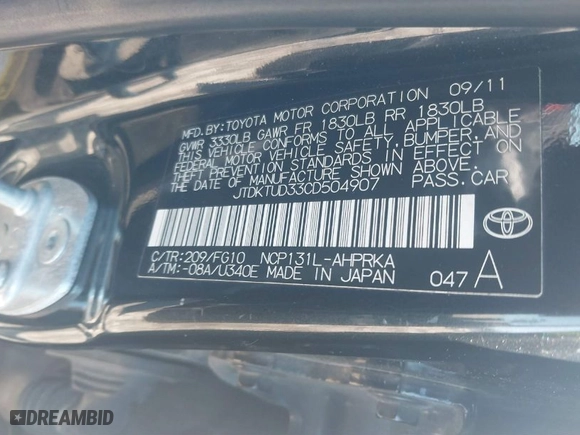 MFD. BY: TOYOTA MOTOR CORPORATION 09/11
GVWR 3330LB GAWR FR 1830LB RR 1830LB
THIS VEHICLE CONFORMS TO ALL APPLICABLE
FEDERAL MOTOR VEHICLE SAFETY, BUMPER, AND
THEFT PREVENTION STANDARDS IN EFFECT ON
THE DATE OF MANUFACTURE SHOWN ABOVE.
JTDKTUD33CD504907 PASS. CAR
C/TR: 209/FG10 NCP131L-AHPRKA
A/TM: -08A/U340E MADE IN JAPAN 047A
DREAMBID